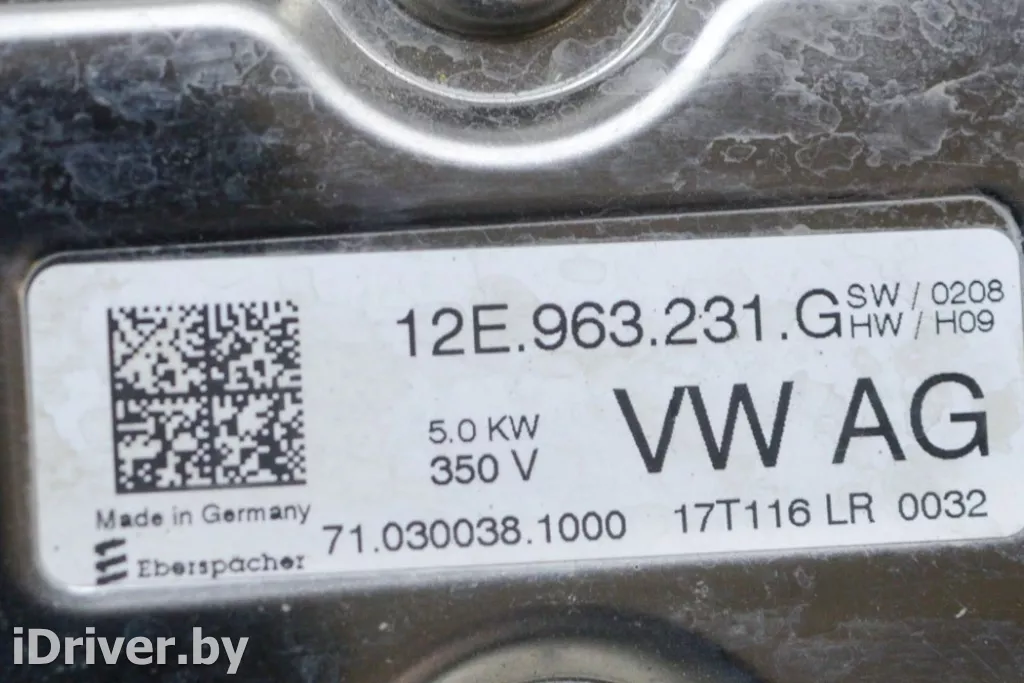 12E.963.231.G SW / 0208
HW / H09
5.0 KW
350 V
VW AG
Made in Germany
71.030038.1000 17T116 LR 0032
Eberspächer
iDriver.by